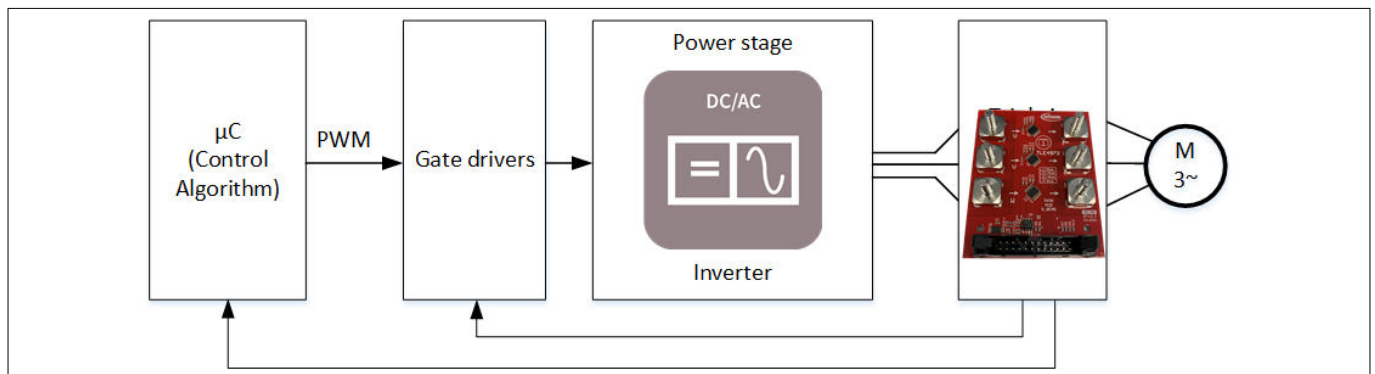 µC
(Control
Algorithm)
PWM
Gate drivers
Power stage
DC/AC
=
Inverter
M
3~